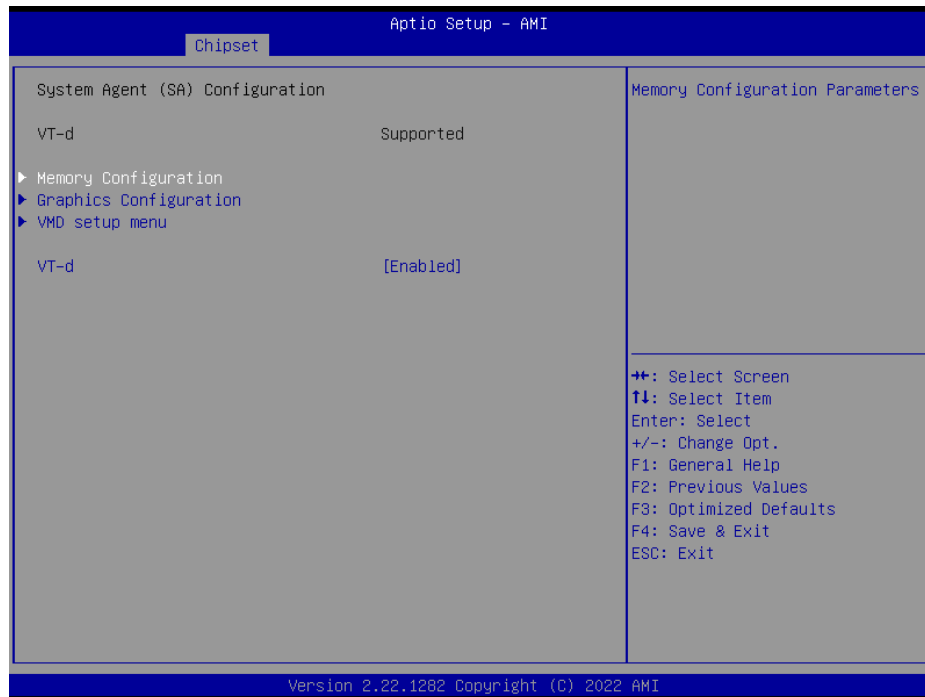 Aptio Setup – AMI
Chipset
System Agent (SA) Configuration
VT-d Supported
▶ Memory Configuration
▶ Graphics Configuration
▶ VMD setup menu
VT-d [Enabled]
Memory Configuration Parameters
→←: Select Screen
↑↓: Select Item
Enter: Select
+/-: Change Opt.
F1: General Help
F2: Previous Values
F3: Optimized Defaults
F4: Save & Exit
ESC: Exit
Version 2.22.1282 Copyright (C) 2022 AMI